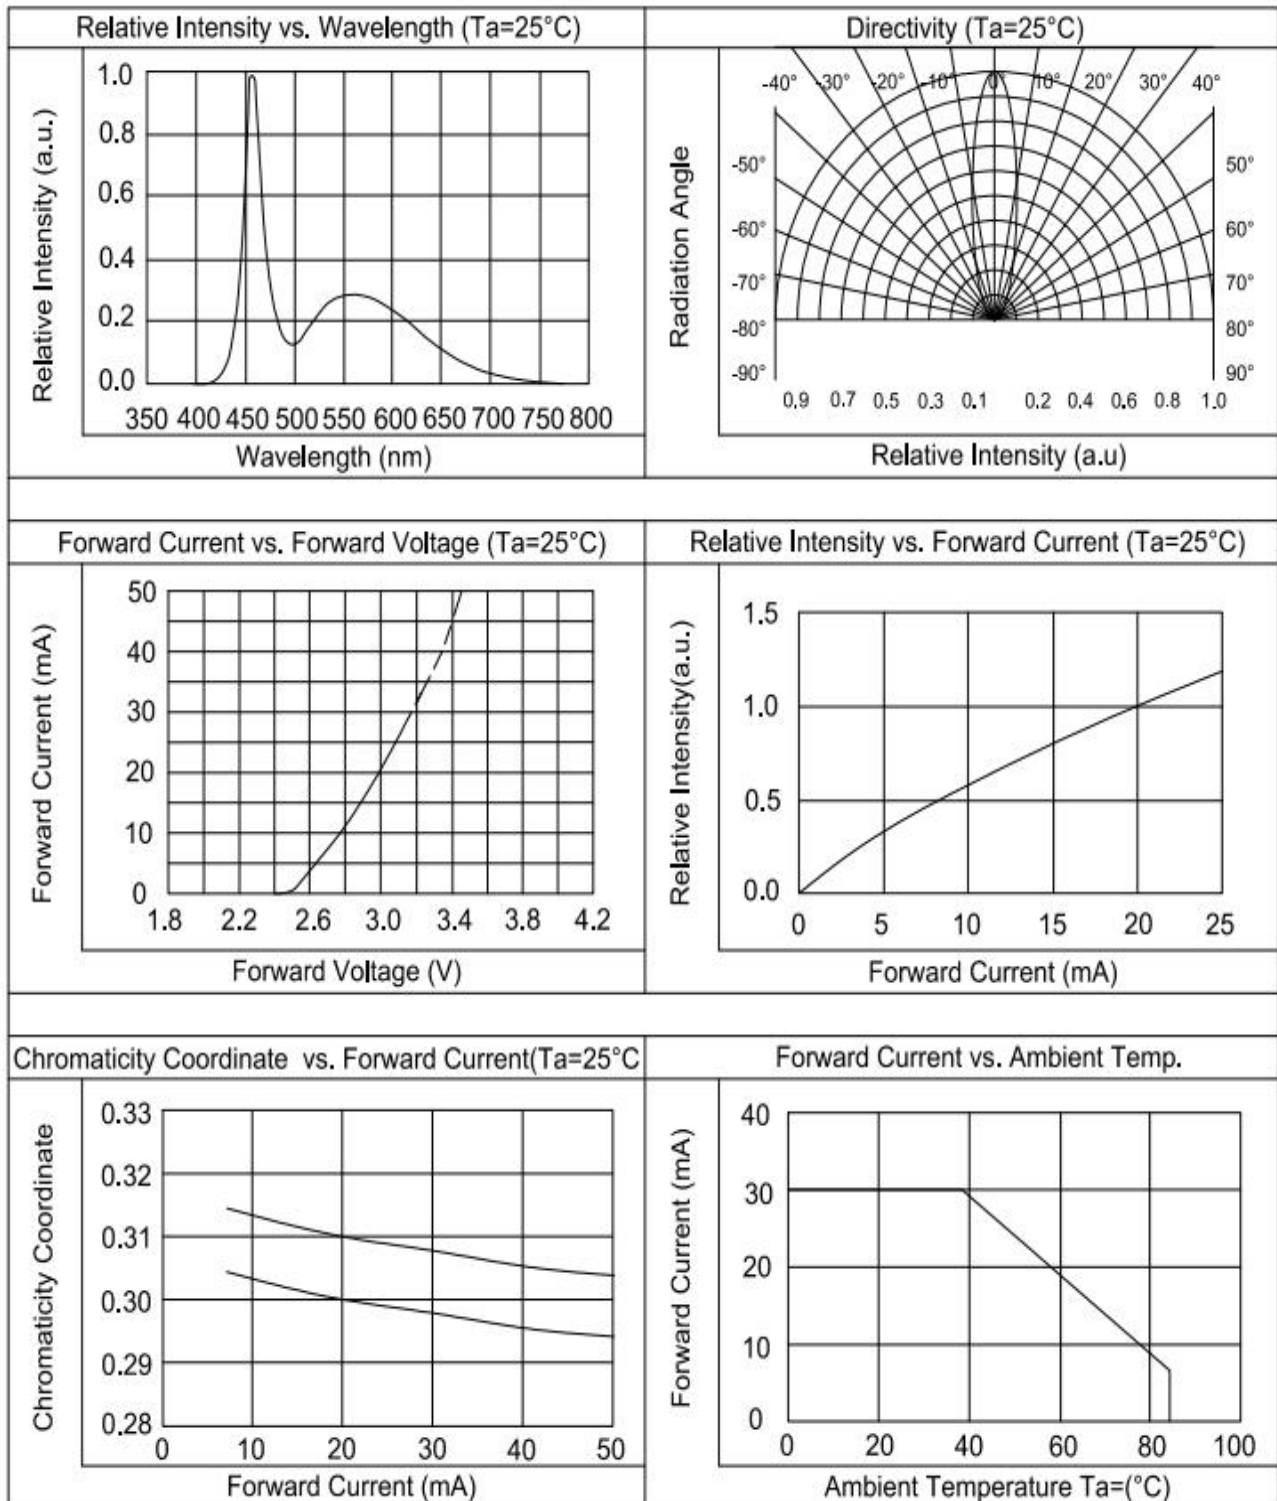 Relative Intensity vs. Wavelength (Ta=25°C)
Relative Intensity (a.u.)
1.0
0.8
0.6
0.4
0.2
0.0
350 400 450 500 550 600 650 700 750 800
Wavelength (nm)
Directivity (Ta=25°C)
Radiation Angle
-40° -30° -10° 0° 10° 20° 30° 40°
-50° 50°
-60° 60°
-70° 70°
-80° 80°
-90° 90°
0.9 0.7 0.5 0.3 0.1 0.2 0.4 0.6 0.8 1.0
Relative Intensity (a.u)
Forward Current vs. Forward Voltage (Ta=25°C)
Forward Current (mA)
50
40
30
20
10
0
1.8 2.2 2.6 3.0 3.4 3.8 4.2
Forward Voltage (V)
Relative Intensity vs. Forward Current (Ta=25°C)
Relative Intensity(a.u.)
1.5
1.0
0.5
0.0
0 5 10 15 20 25
Forward Current (mA)
Chromaticity Coordinate vs. Forward Current(Ta=25°C
Chromaticity Coordinate
0.33
0.32
0.31
0.30
0.29
0.28
0 10 20 30 40 50
Forward Current (mA)
Forward Current vs. Ambient Temp.
Forward Current (mA)
40
30
20
10
0
0 20 40 60 80 100
Ambient Temperature Ta=(°C)